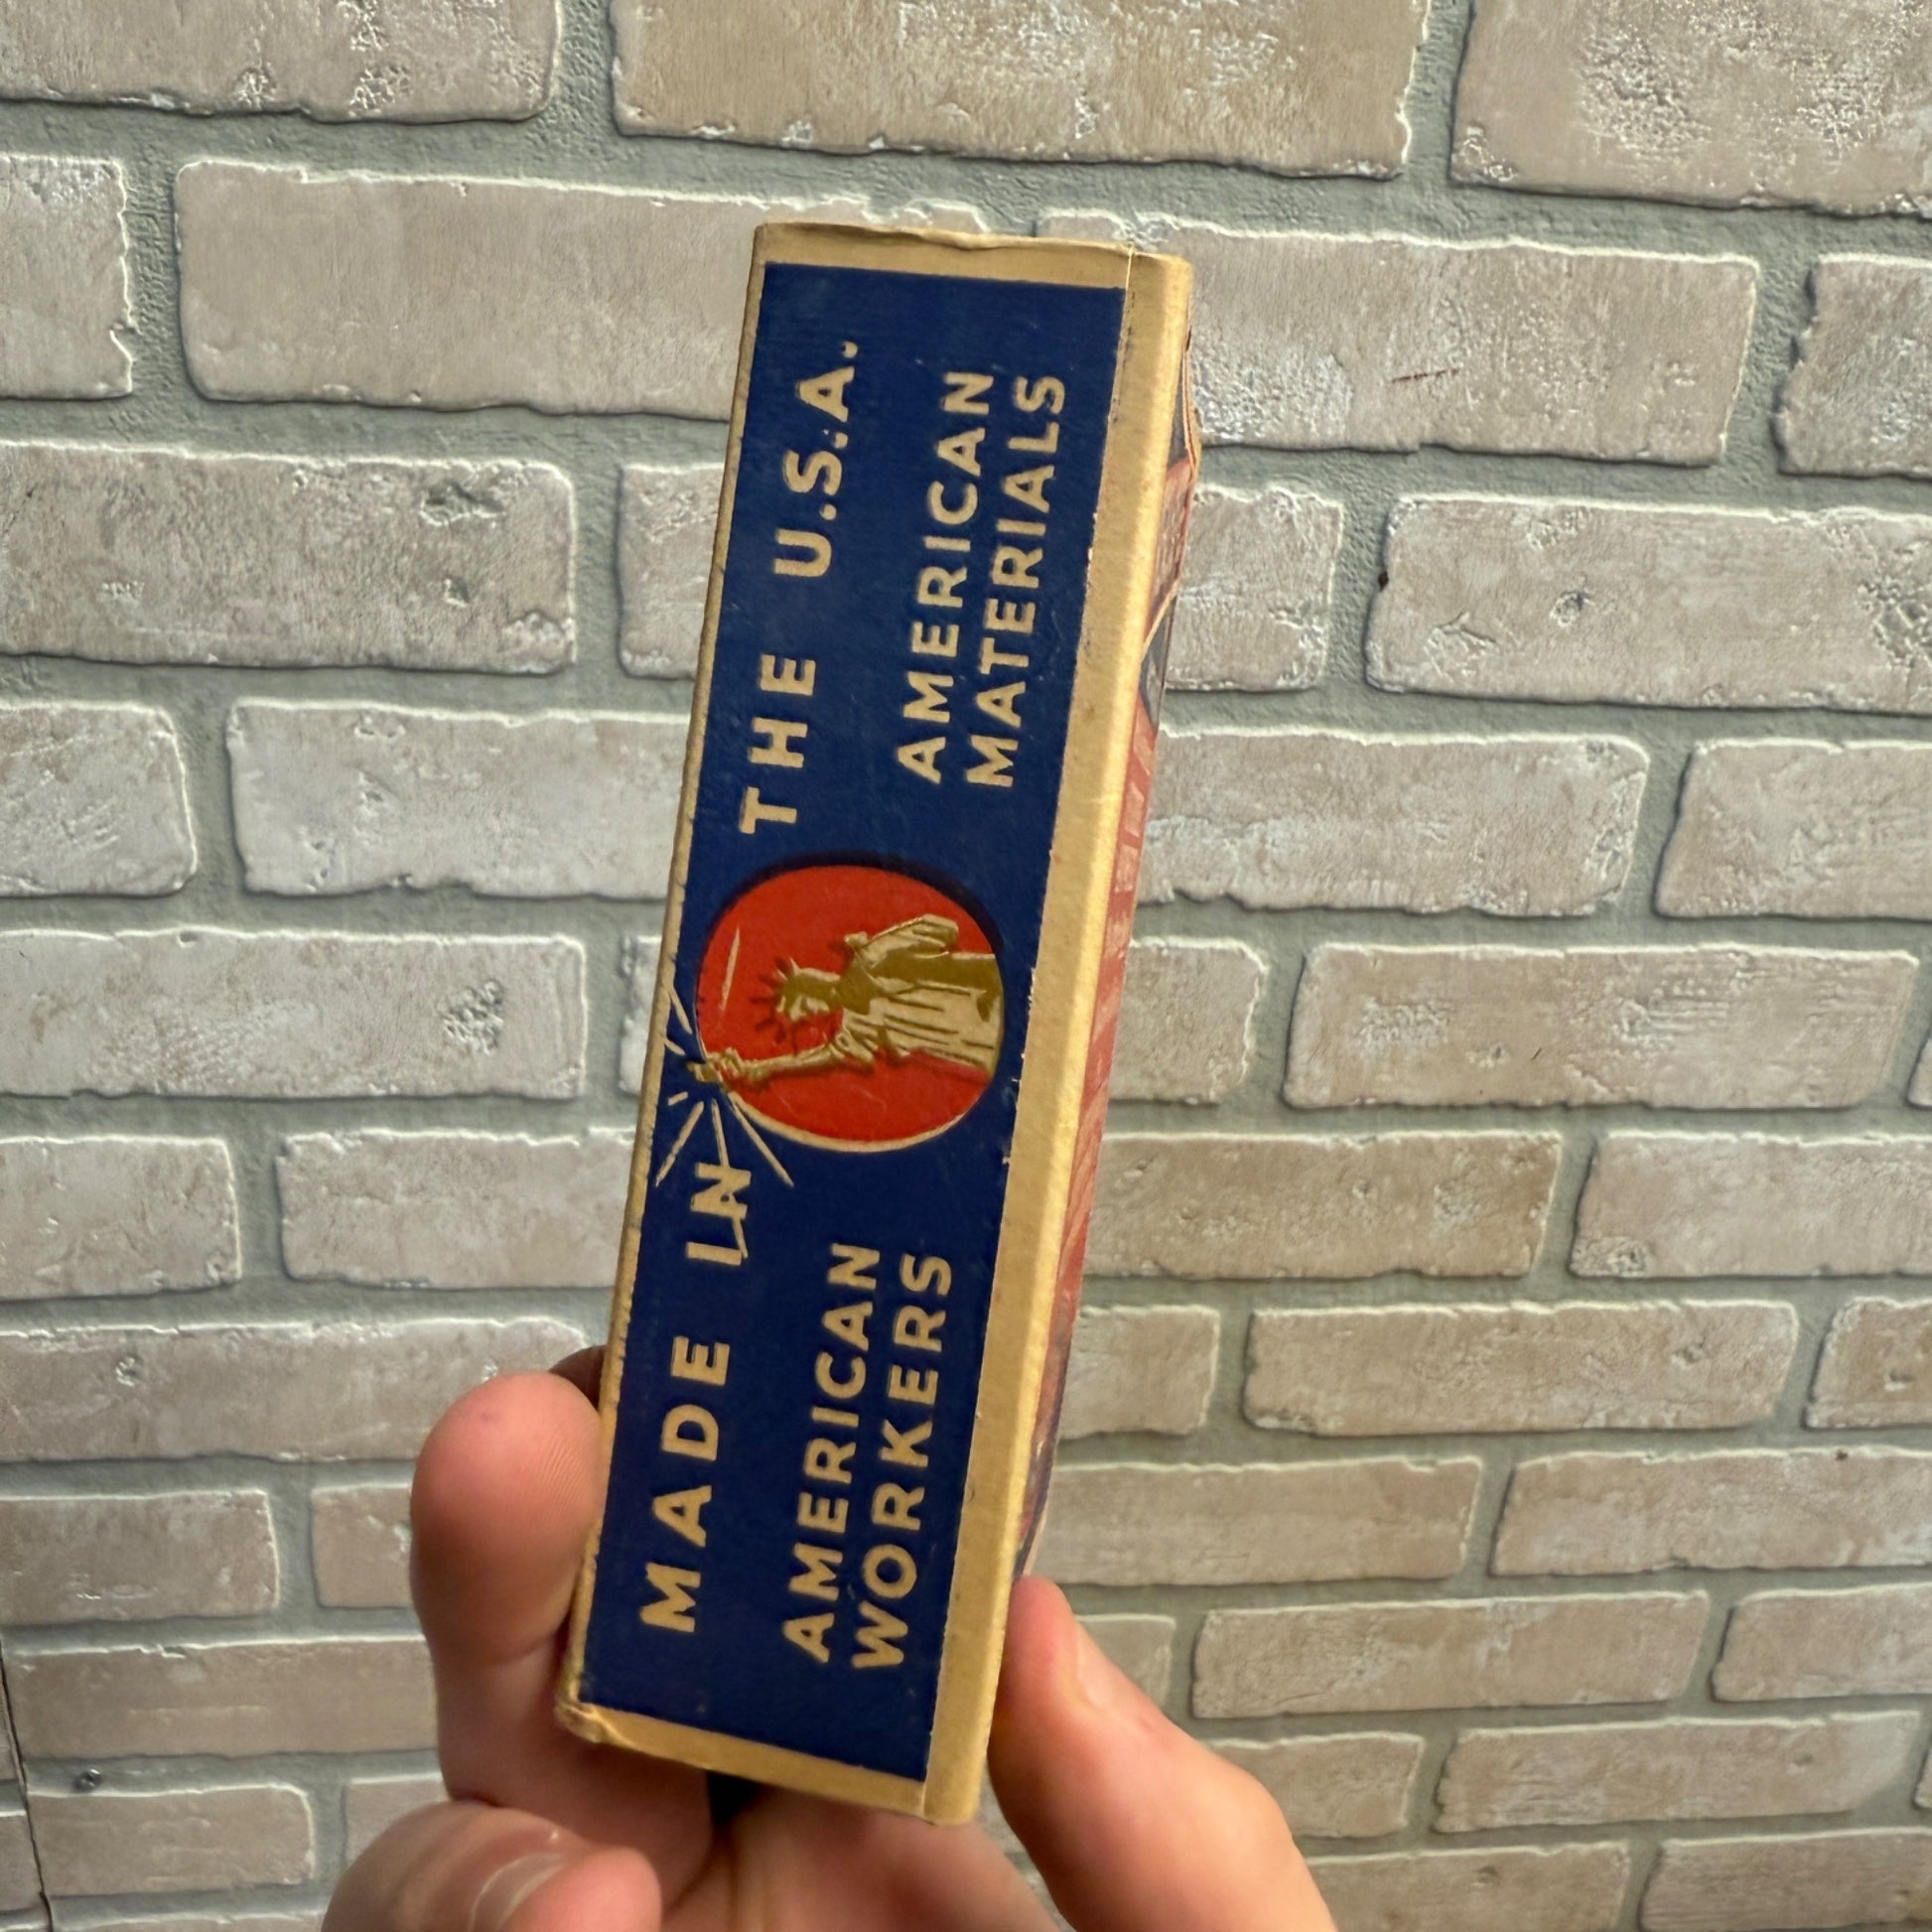 MADE IN THE U.S.A.
AMERICAN
WORKERS
AMERICAN
MATERIALS